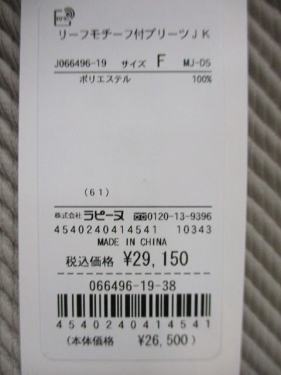 リーフモチーフ付プリーツJK
J066496-19 サイズ F MJ-05
ポリエステル 100%
(61)
株式会社 ラピーヌ 0120-13-9396
4540240414541 10343
MADE IN CHINA
税込価格 ¥29,150
066496-19-38
4540240414541
(本体価格 ¥26,500)